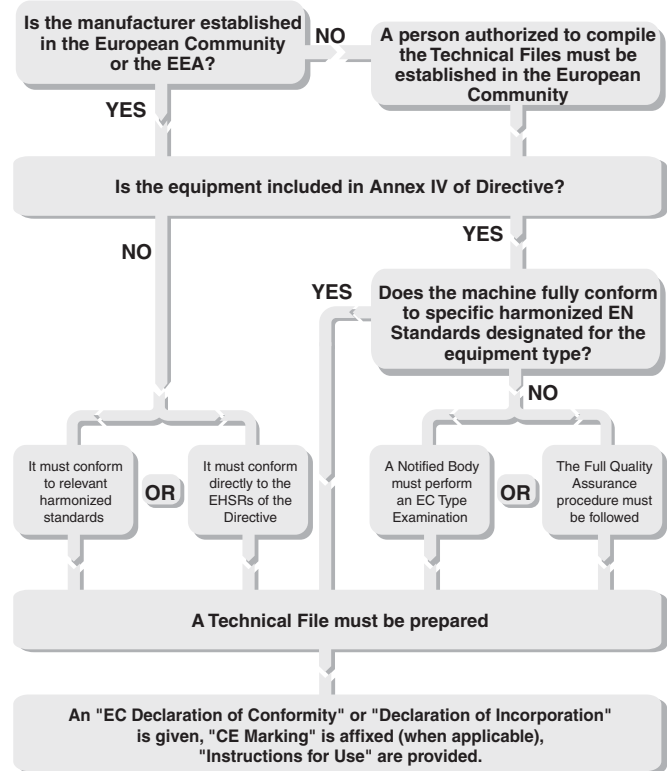 Is the manufacturer established
in the European Community
or the EEA?
NO
A person authorized to compile
the Technical Files must be
established in the European
Community
YES
Is the equipment included in Annex IV of Directive?
NO
YES
YES
Does the machine fully conform
to specific harmonized EN
Standards designated for the
equipment type?
NO
It must conform
to relevant
harmonized
standards
OR
It must conform
directly to the
EHSRs of the
Directive
A Notified Body
must perform
an EC Type
Examination
OR
The Full Quality
Assurance
procedure must
be followed
A Technical File must be prepared
An "EC Declaration of Conformity" or "Declaration of Incorporation"
is given, "CE Marking" is affixed (when applicable),
"Instructions for Use" are provided.